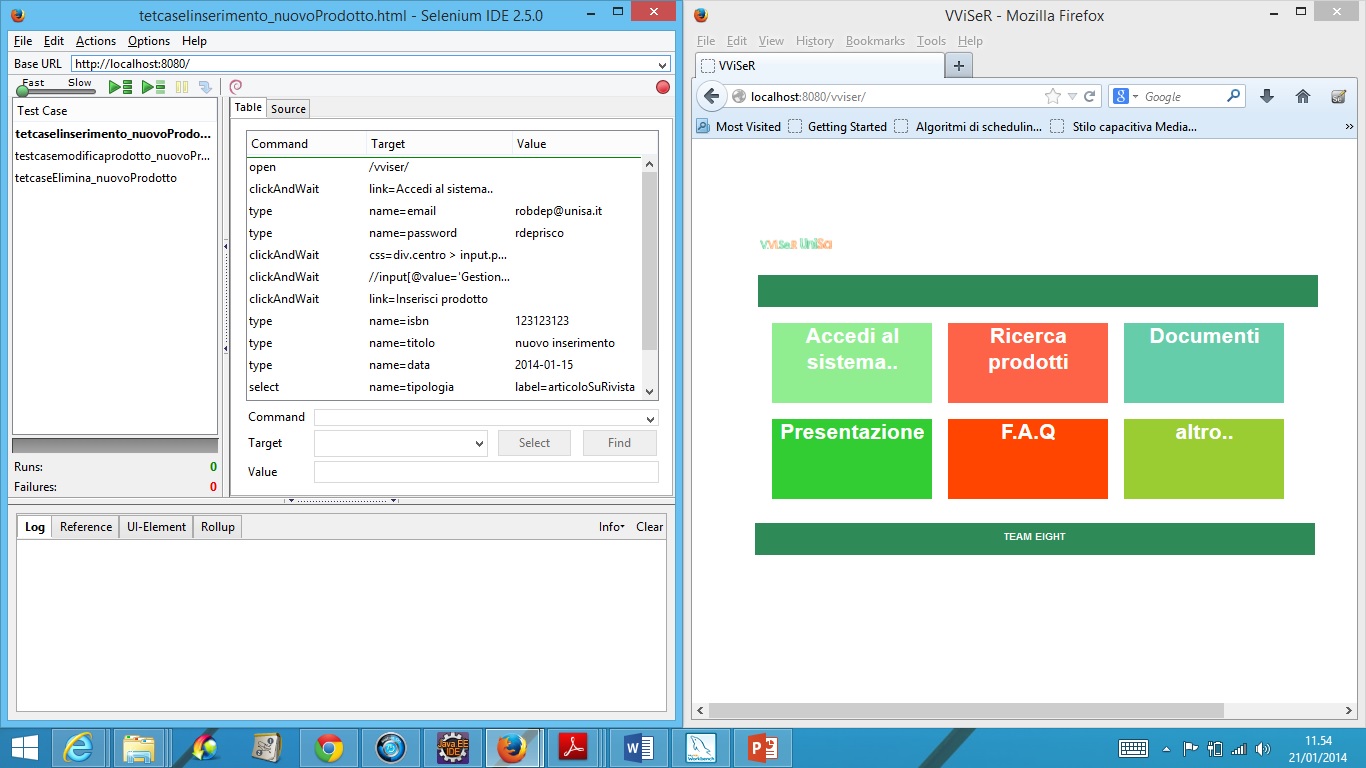 tetcaseIinserimento_nuovoProdotto.html - Selenium IDE 2.5.0
File Edit Actions Options Help
Base URL http://localhost:8080/
Fast Slow
Test Case
tetcaseIinserimento_nuovoProdo...
testcasemodificaprodotto_nuovoPr...
tetcaseElimina_nuovoProdotto
Runs: 0
Failures: 0
Table Source
Command Target Value
open /vviser/
clickAndWait link=Accedi al sistema..
type name=email robdep@unisa.it
type name=password rdeprisco
clickAndWait css=div.centro > input.p...
clickAndWait //input[@value='Gestion...
clickAndWait link=Inserisci prodotto
type name=isbn 123123123
type name=titolo nuovo inserimento
type name=data 2014-01-15
select name=tipologia label=articoloSuRivista
Command
Target Select Find
Value
Log Reference UI-Element Rollup Info Clear
VViSeR - Mozilla Firefox
File Edit View History Bookmarks Tools Help
VViSeR
localhost:8080/vviser/ Google
Most Visited Getting Started Algoritmi di schedulin... Stilo capacitiva Media... »
VViSeR UniSa
Accedi al
sistema..
Ricerca
prodotti
Documenti
Presentazione
F.A.Q
altro..
TEAM EIGHT
Java EE
IDE
Workbench
11.54
21/01/2014